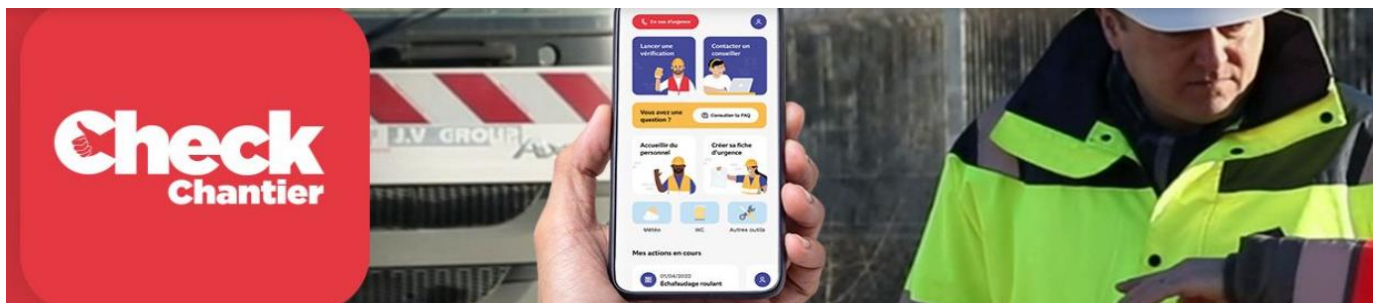 Check
Chantier
J.V GROUP
Axor
En cas d'urgence
Lancer une
vérification
Contacter un
conseiller
Vous avez une
question ?
Consulter la FAQ
Accueillir du
personnel
Créer sa fiche
d'urgence
Météo
WC
Autres outils
Mes actions en cours
01/04/2022
Echafaudage roulant